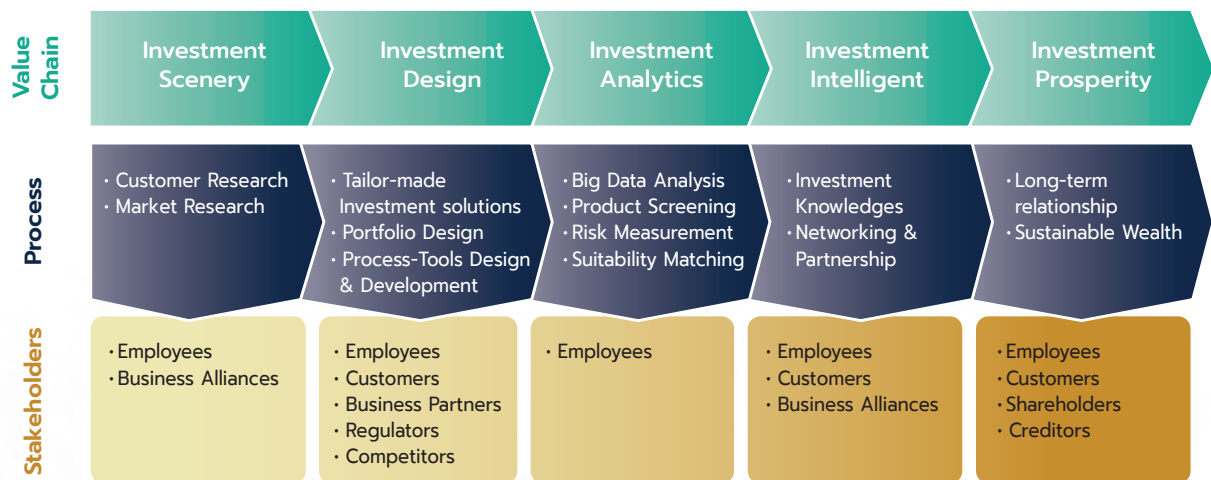 Value
Chain
Investment
Scenery
Investment
Design
Investment
Analytics
Investment
Intelligent
Investment
Prosperity
Process
· Customer Research
· Market Research
· Tailor-made
Investment solutions
· Portfolio Design
· Process-Tools Design
& Development
· Big Data Analysis
· Product Screening
· Risk Measurement
· Suitability Matching
· Investment
Knowledges
· Networking &
Partnership
· Long-term
relationship
· Sustainable Wealth
Stakeholders
· Employees
· Business Alliances
· Employees
· Customers
· Business Partners
· Regulators
· Competitors
· Employees
· Employees
· Customers
· Business Alliances
· Employees
· Customers
· Shareholders
· Creditors